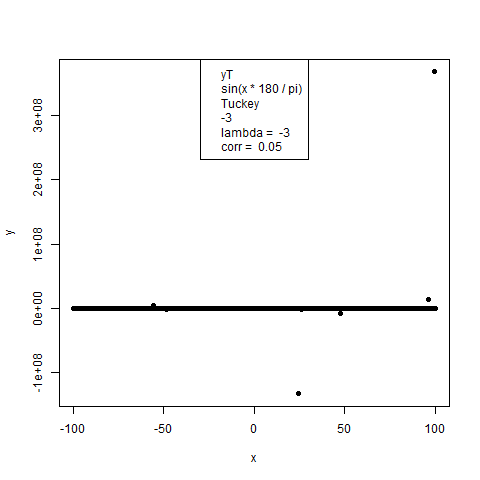 yT
sin(x * 180 / pi)
Tuckey
-3
lambda =  -3
corr =  0.05
3e+08
2e+08
1e+08
0e+00
-1e+08
y
-100
-50
0
50
100
x